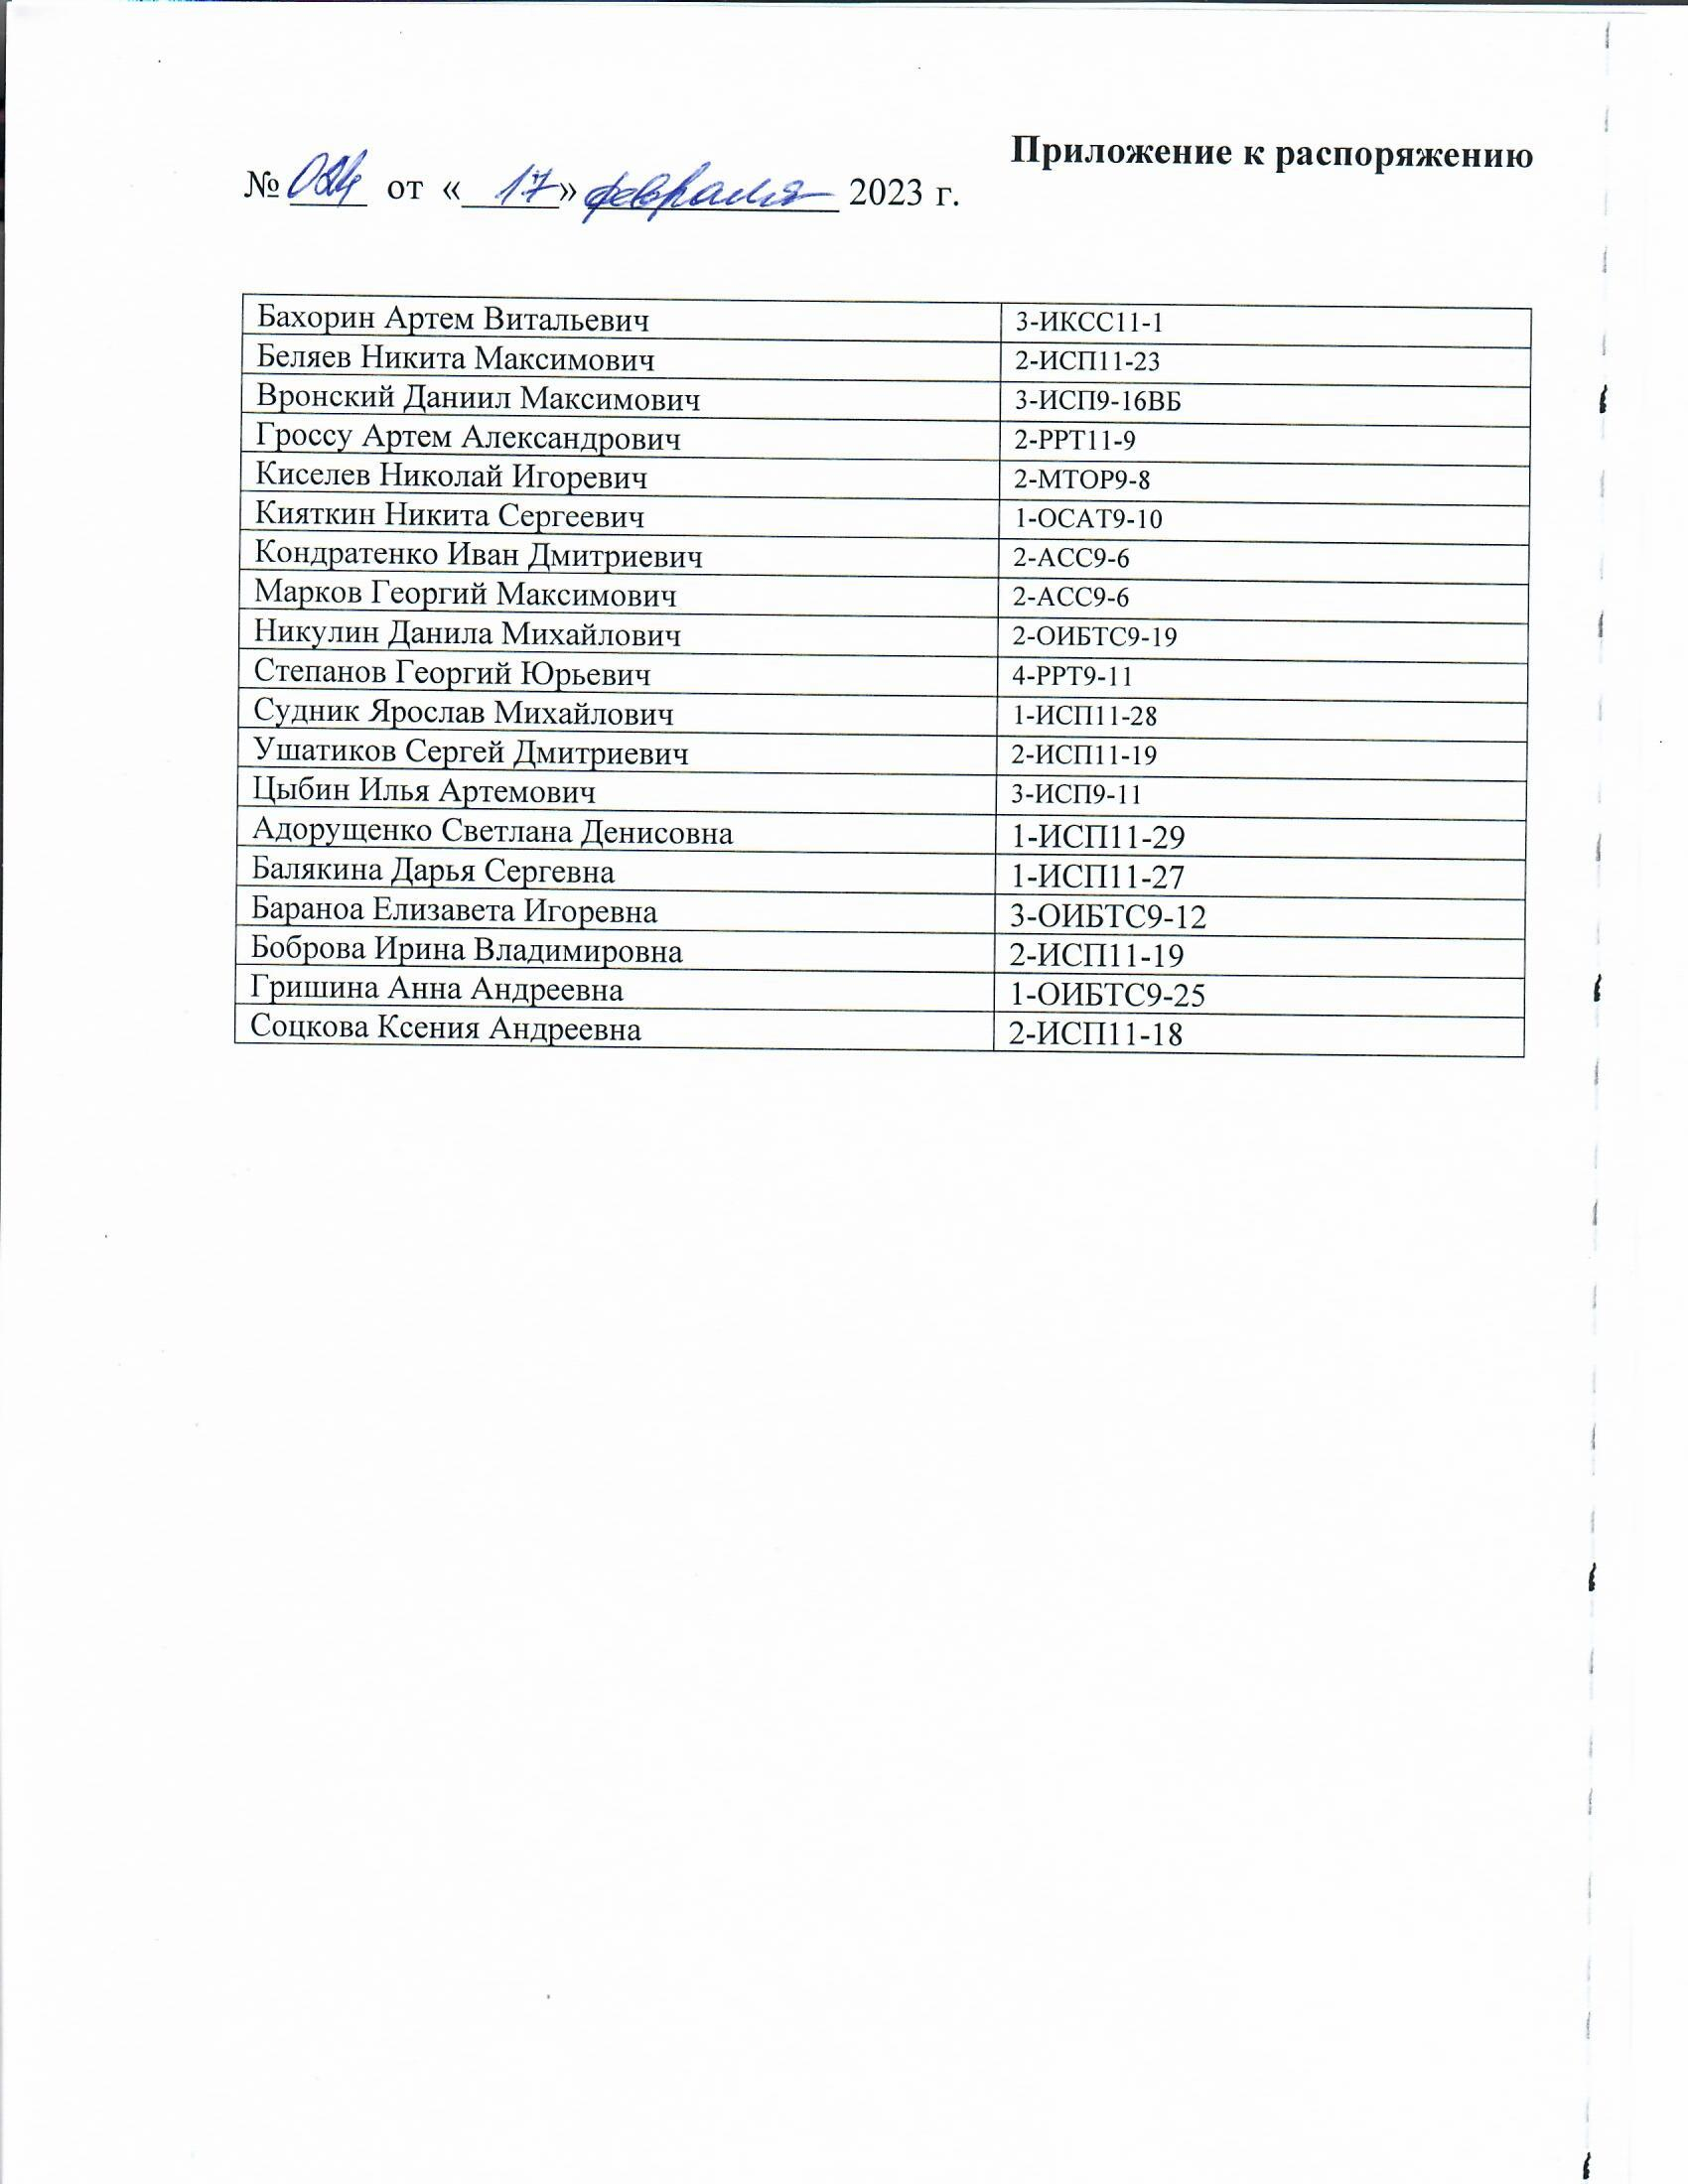 Приложение к распоряжению
№ 024 от « 17 » февраля 2023 г.
Бахорин Артем Витальевич 3-ИКСС11-1
Беляев Никита Максимович 2-ИСП11-23
Вронский Даниил Максимович 3-ИСП9-16ВБ
Гроссу Артем Александрович 2-РРТ11-9
Киселев Николай Игоревич 2-МТОР9-8
Кияткин Никита Сергеевич 1-ОСАТ9-10
Кондратенко Иван Дмитриевич 2-АСС9-6
Марков Георгий Максимович 2-АСС9-6
Никулин Данила Михайлович 2-ОИБТС9-19
Степанов Георгий Юрьевич 4-РРТ9-11
Судник Ярослав Михайлович 1-ИСП11-28
Ушатиков Сергей Дмитриевич 2-ИСП11-19
Цыбин Илья Артемович 3-ИСП9-11
Адорущенко Светлана Денисовна 1-ИСП11-29
Балякина Дарья Сергевна 1-ИСП11-27
Бараноа Елизавета Игоревна 3-ОИБТС9-12
Боброва Ирина Владимировна 2-ИСП11-19
Гришина Анна Андреевна 1-ОИБТС9-25
Соцкова Ксения Андреевна 2-ИСП11-18